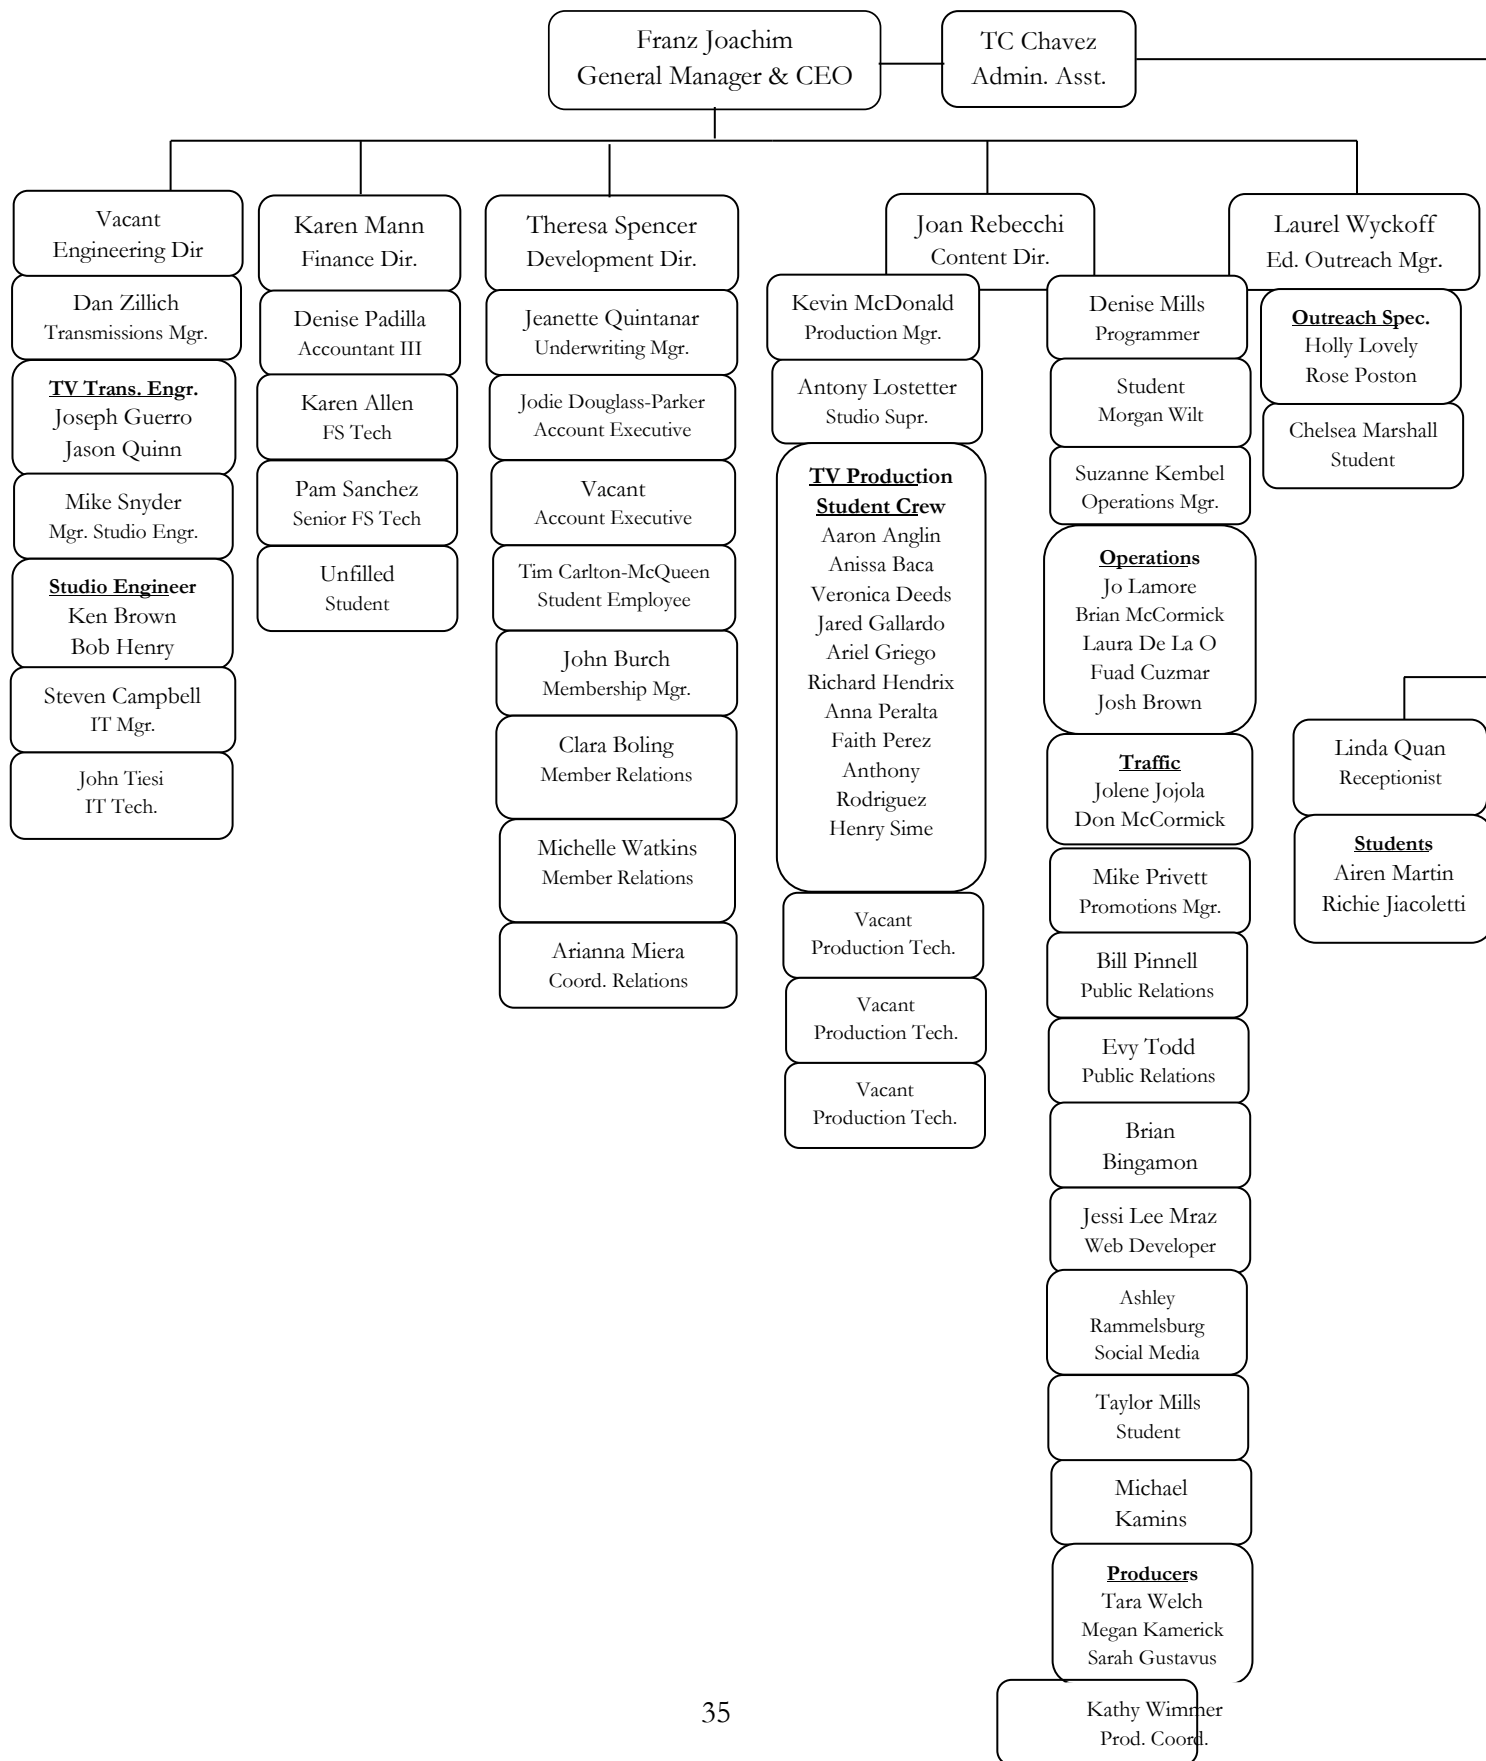 Franz Joachim
General Manager & CEO
TC Chavez
Admin. Asst.
Vacant
Engineering Dir
Dan Zillich
Transmissions Mgr.
TV Trans. Engr.
Joseph Guerro
Jason Quinn
Mike Snyder
Mgr. Studio Engr.
Studio Engineer
Ken Brown
Bob Henry
Steven Campbell
IT Mgr.
John Tiesi
IT Tech.
Karen Mann
Finance Dir.
Denise Padilla
Accountant III
Karen Allen
FS Tech
Pam Sanchez
Senior FS Tech
Unfilled
Student
Theresa Spencer
Development Dir.
Jeanette Quintanar
Underwriting Mgr.
Jodie Douglass-Parker
Account Executive
Vacant
Account Executive
Tim Carlton-McQueen
Student Employee
John Burch
Membership Mgr.
Clara Boling
Member Relations
Michelle Watkins
Member Relations
Arianna Miera
Coord. Relations
Joan Rebecchi
Content Dir.
Kevin McDonald
Production Mgr.
Antony Lostetter
Studio Supr.
TV Production
Student Crew
Aaron Anglin
Anissa Baca
Veronica Deeds
Jared Gallardo
Ariel Griego
Richard Hendrix
Anna Peralta
Faith Perez
Anthony
Rodriguez
Henry Sime
Vacant
Production Tech.
Vacant
Production Tech.
Vacant
Production Tech.
Denise Mills
Programmer
Student
Morgan Wilt
Suzanne Kembel
Operations Mgr.
Operations
Jo Lamore
Brian McCormick
Laura De La O
Fuad Cuzmar
Josh Brown
Traffic
Jolene Jojola
Don McCormick
Mike Privett
Promotions Mgr.
Bill Pinnell
Public Relations
Evy Todd
Public Relations
Brian
Bingamon
Jessi Lee Mraz
Web Developer
Ashley
Rammelsburg
Social Media
Taylor Mills
Student
Michael
Kamins
Producers
Tara Welch
Megan Kamerick
Sarah Gustavus
Kathy Wimmer
Prod. Coord.
Laurel Wyckoff
Ed. Outreach Mgr.
Outreach Spec.
Holly Lovely
Rose Poston
Chelsea Marshall
Student
Linda Quan
Receptionist
Students
Airen Martin
Richie Jiacoletti
35